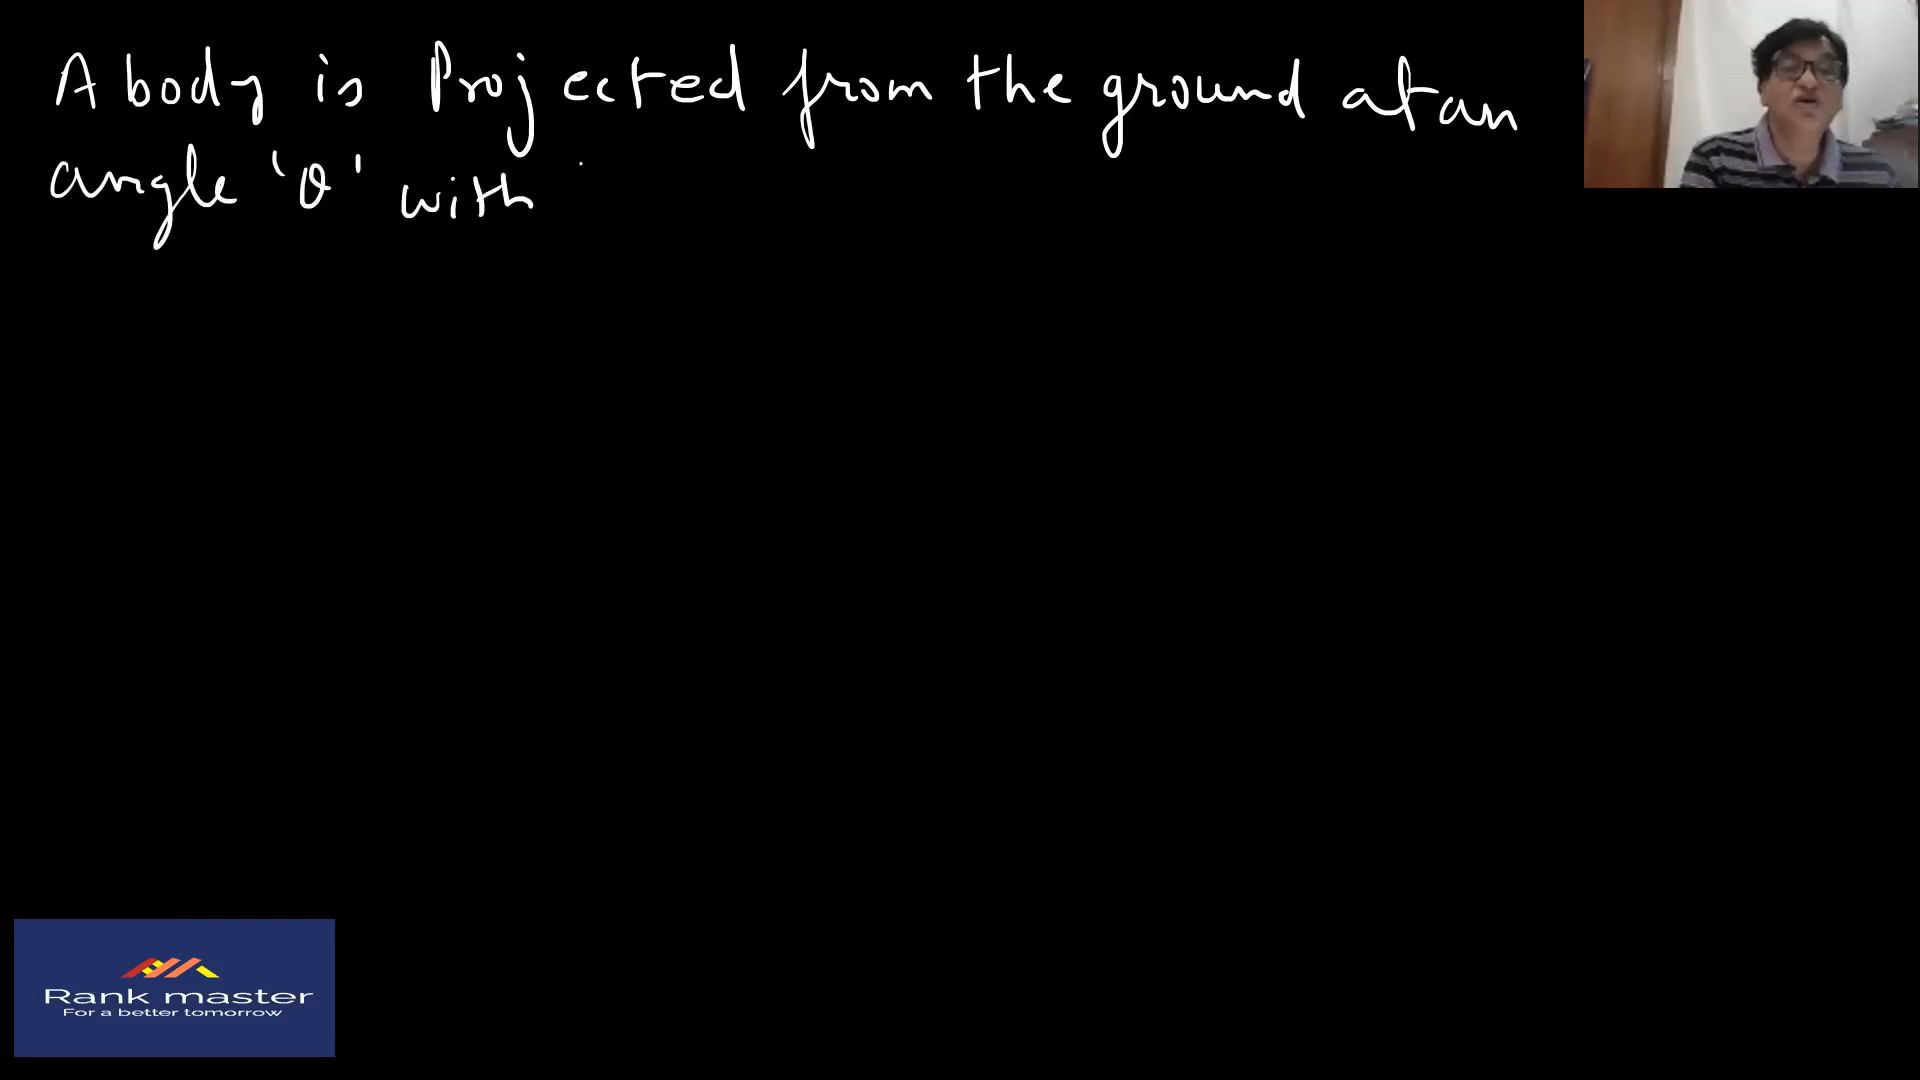 A body is Projected from the ground at an
angle 'θ' with
Rank master
For a better tomorrow